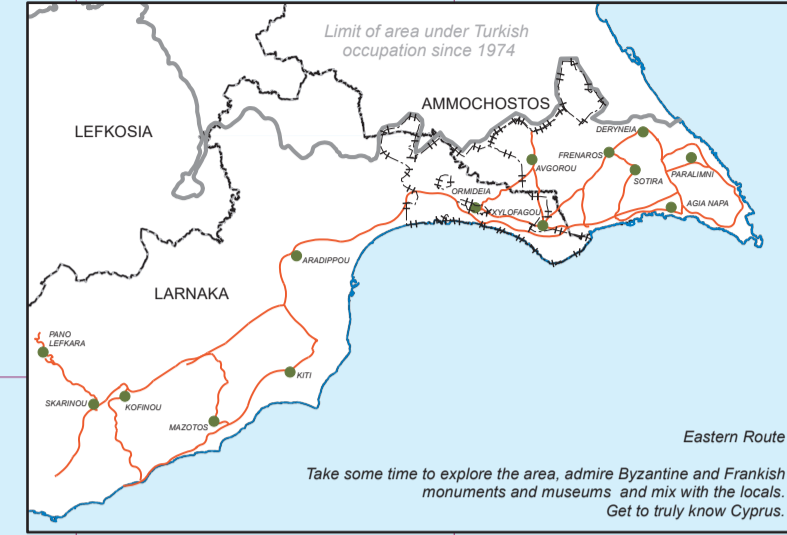 Limit of area under Turkish
occupation since 1974
AMMOCHOSTOS
LEFKOSIA
DERYNEIA
FRENAROS
AVGOROU
SOTIRA
PARALIMNI
ORMIDEIA
XYLOFAGOU
AGIA NAPA
ARADIPPOU
LARNAKA
PANO
LEFKARA
KITI
SKARINOU
KOFINOU
MAZOTOS
Eastern Route
Take some time to explore the area, admire Byzantine and Frankish
monuments and museums and mix with the locals.
Get to truly know Cyprus.